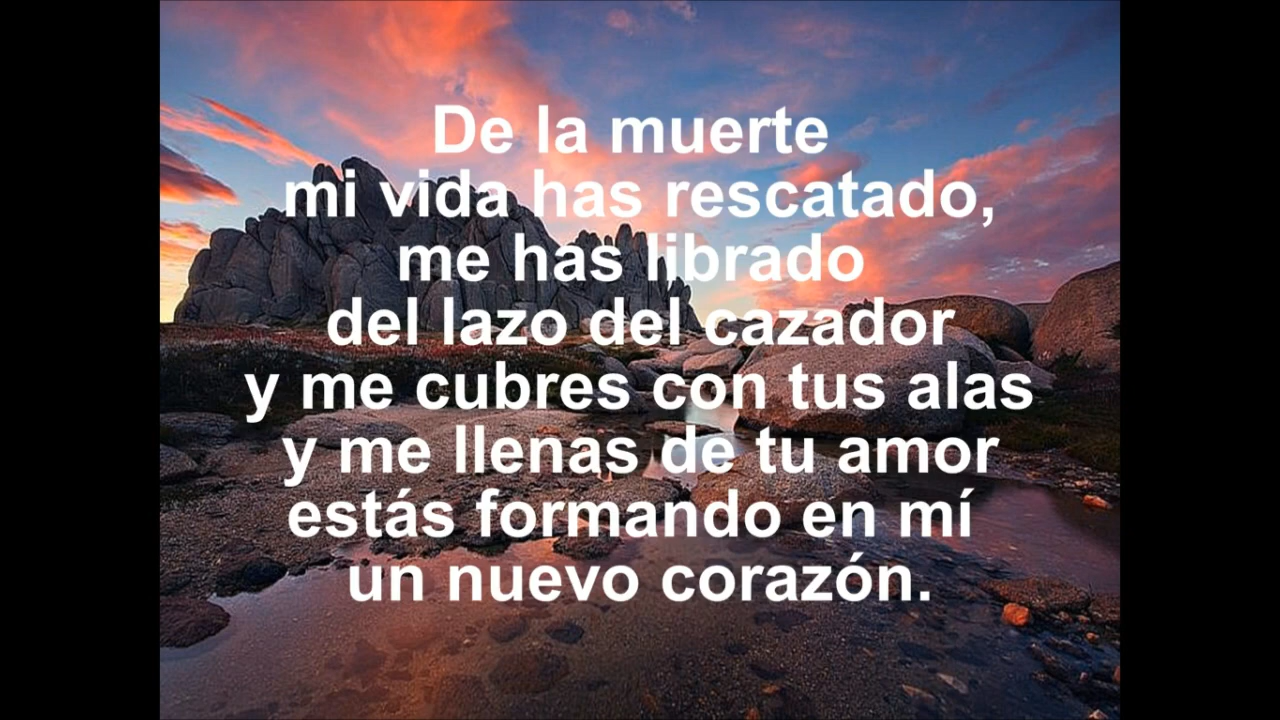 De la muerte
mi vida has rescatado,
me has librado
del lazo del cazador
y me cubres con tus alas
y me llenas de tu amor
estás formando en mí
un nuevo corazón.